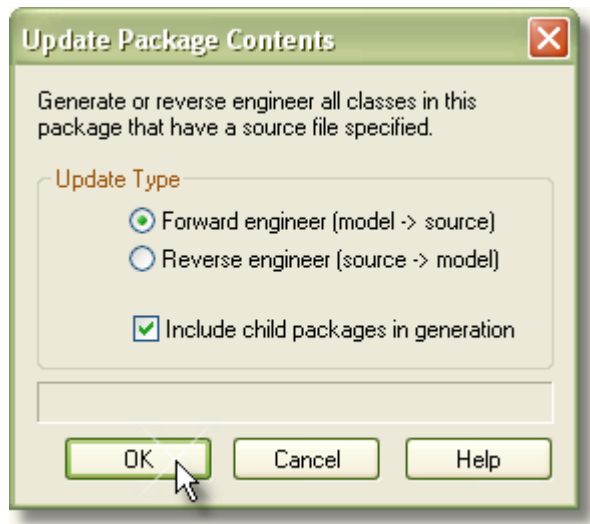 Update Package Contents
Generate or reverse engineer all classes in this
package that have a source file specified.
Update Type
Forward engineer (model -> source)
Reverse engineer (source -> model)
Include child packages in generation
OK
Cancel
Help